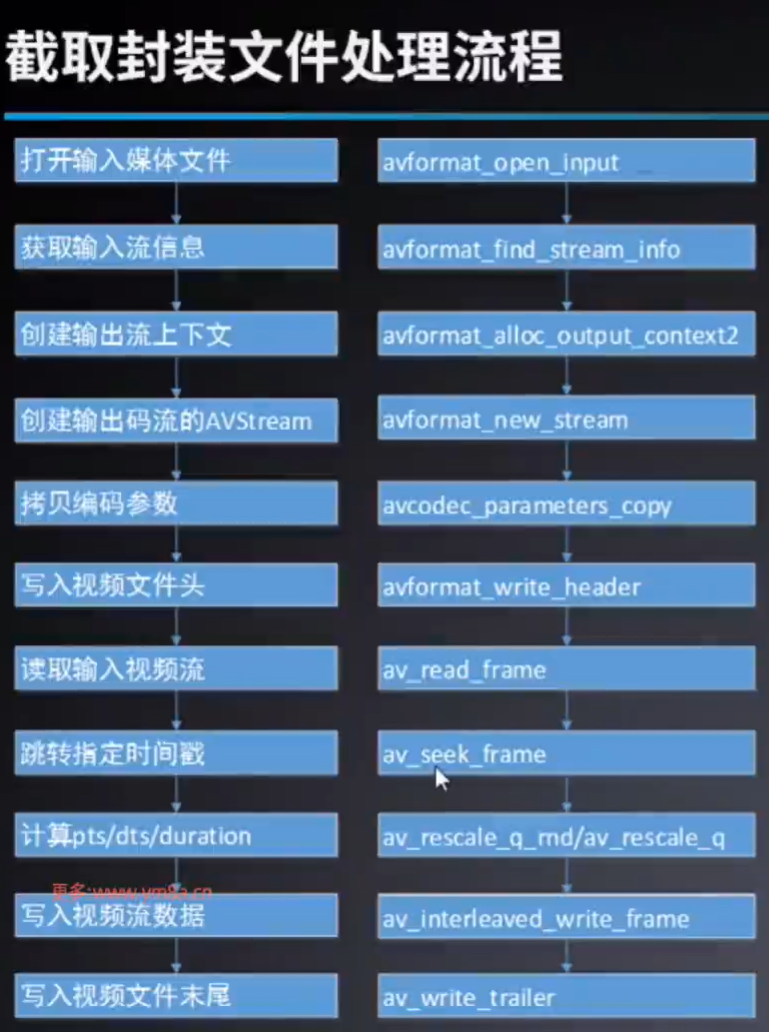 截取封装文件处理流程
打开输入媒体文件
avformat_open_input
获取输入流信息
avformat_find_stream_info
创建输出流上下文
avformat_alloc_output_context2
创建输出码流的AVStream
avformat_new_stream
拷贝编码参数
avcodec_parameters_copy
写入视频文件头
avformat_write_header
读取输入视频流
av_read_frame
跳转指定时间戳
av_seek_frame
计算pts/dts/duration
av_rescale_q_rnd/av_rescale_q
更多:
写入视频流数据
av_interleaved_write_frame
写入视频文件末尾
av_write_trailer